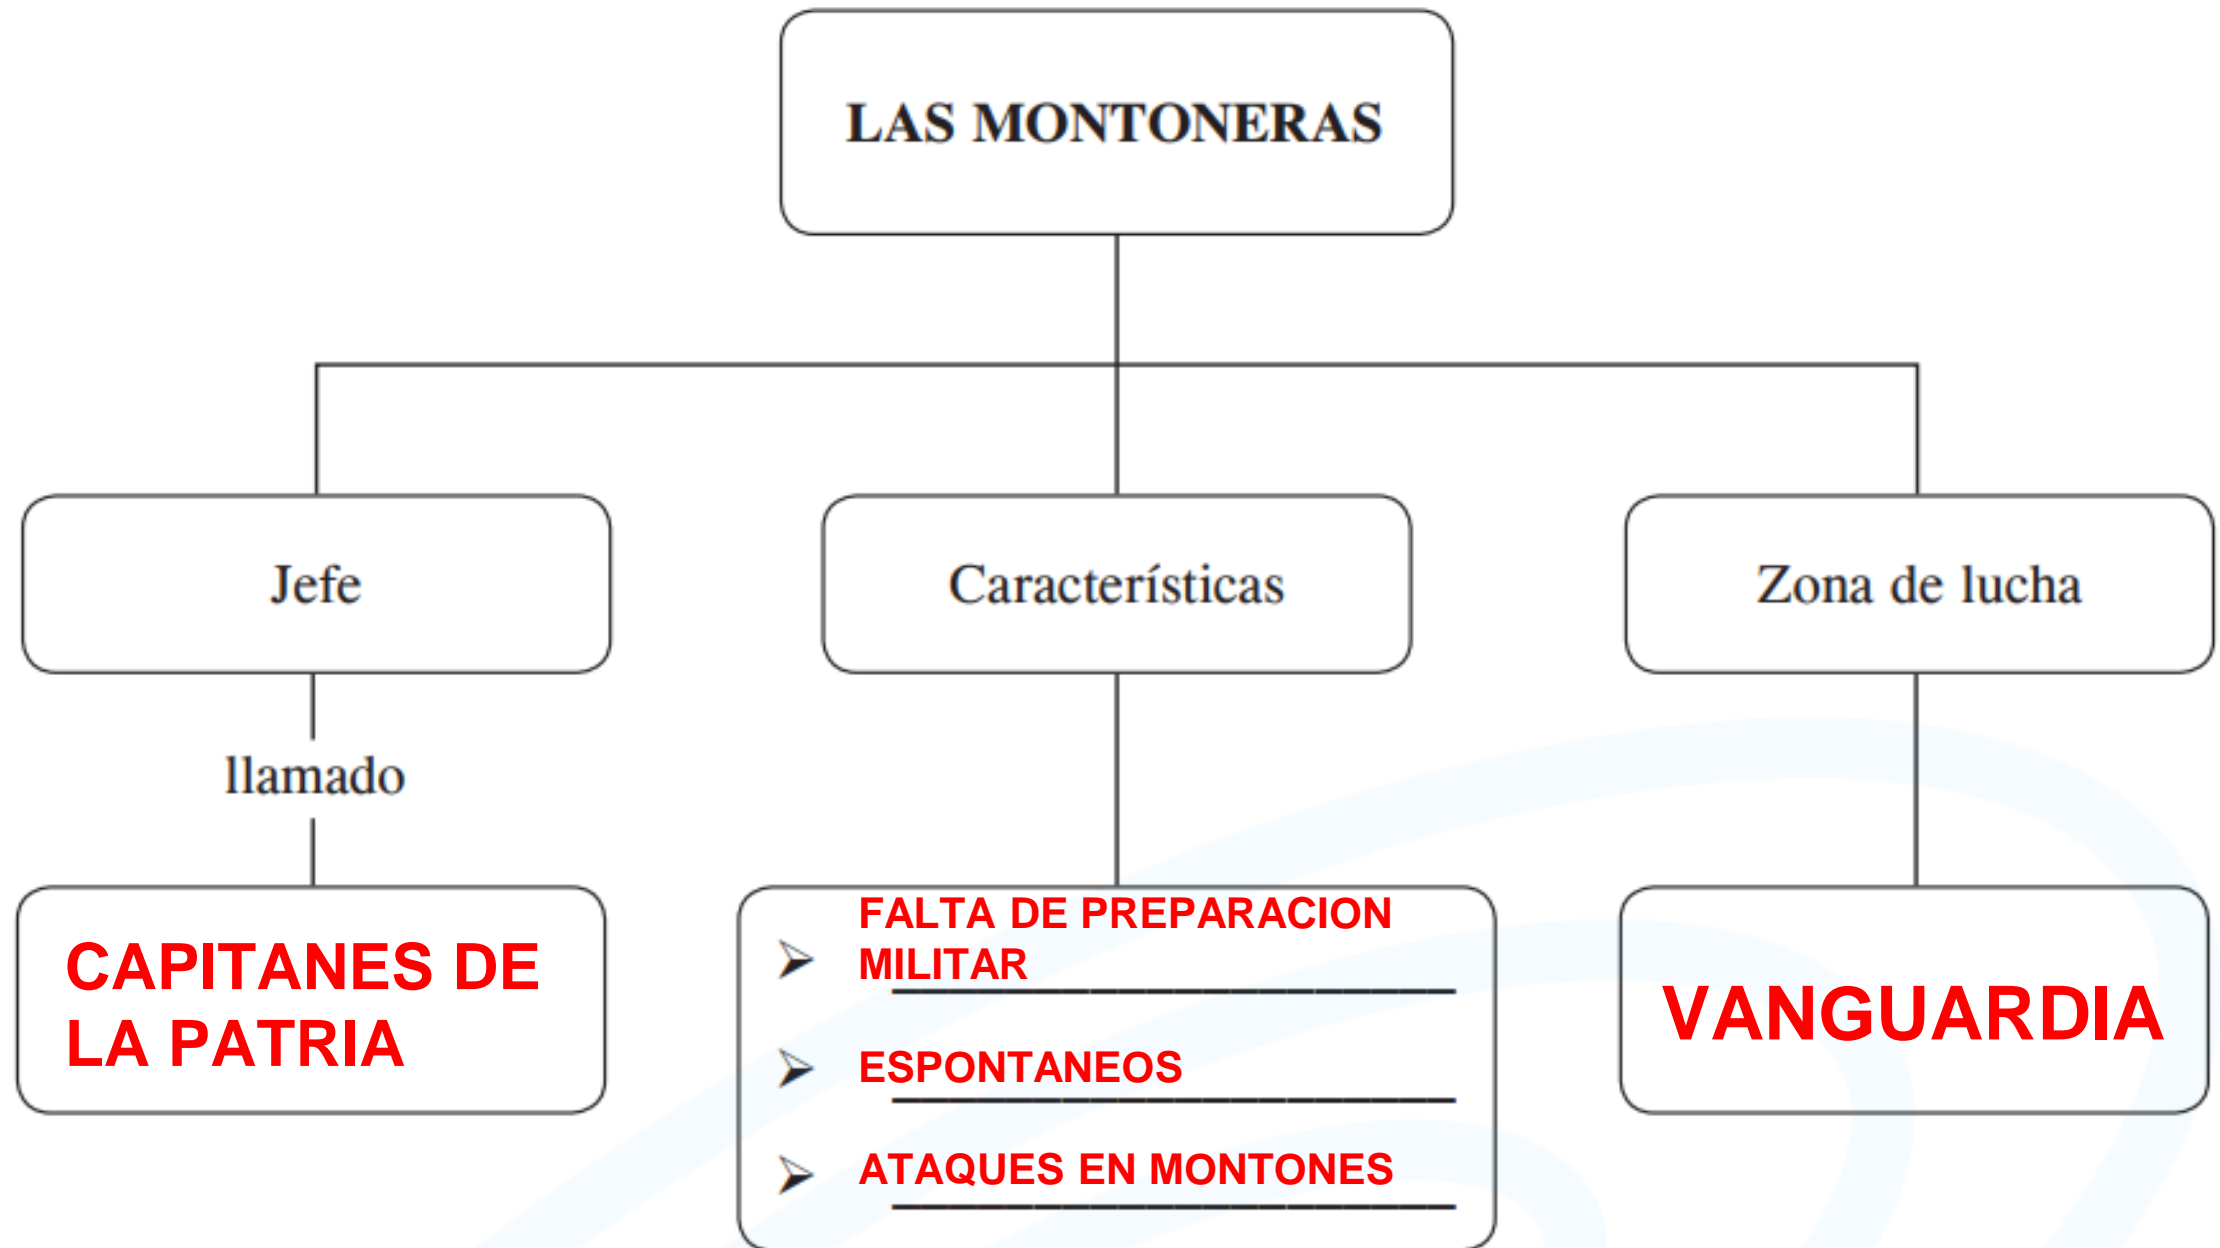 LAS MONTONERAS
Jefe
Características
Zona de lucha
llamado
CAPITANES DE
LA PATRIA
FALTA DE PREPARACION
MILITAR
ESPONTANEOS
ATAQUES EN MONTONES
VANGUARDIA